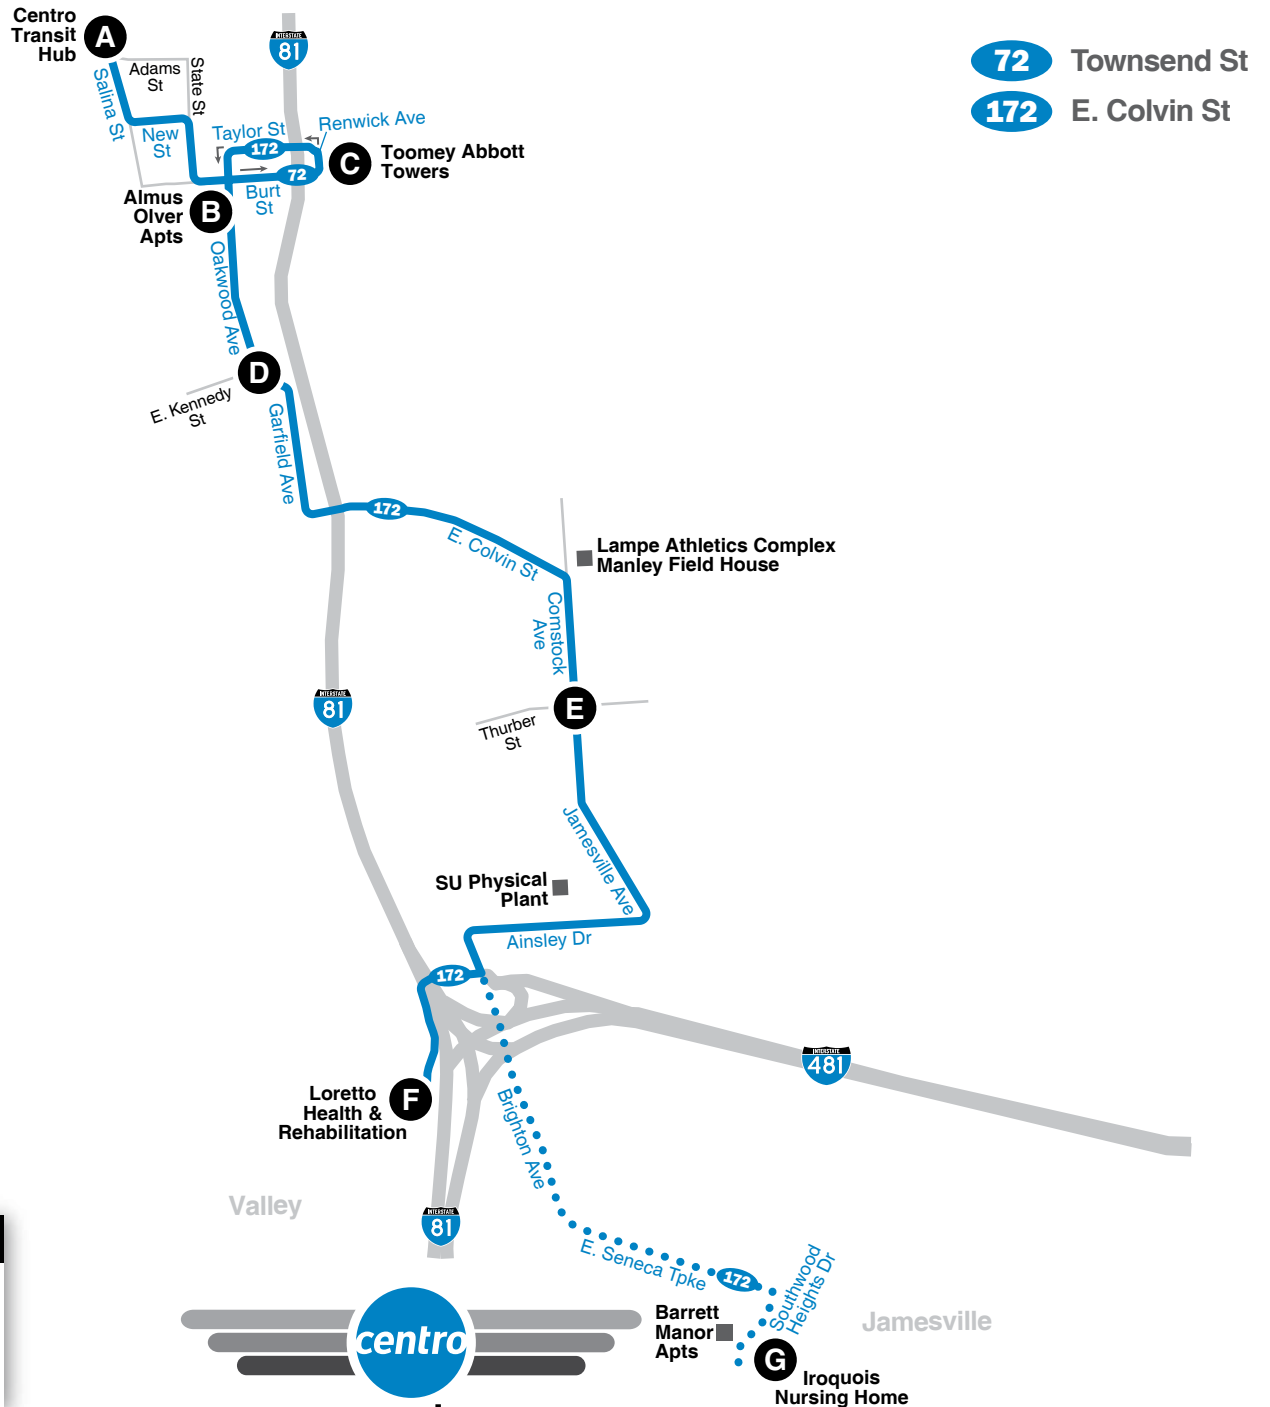 Centro
Transit
Hub
A
INTERSTATE
81
72 Townsend St
172 E. Colvin St
Adams
St
State St
Salina St
New
St
Taylor St
Renwick Ave
172
72
C
Toomey Abbott
Towers
Burt
St
Almus
Olver
Apts
B
Oakwood Ave
D
E. Kennedy
St
Garfield Ave
172
E. Colvin St
Lampe Athletics Complex
Manley Field House
Comstock
Ave
INTERSTATE
81
E
Thurber
St
Jamesville Ave
SU Physical
Plant
Ainsley Dr
172
INTERSTATE
481
Loretto
Health &
Rehabilitation
F
Brighton Ave
Valley
INTERSTATE
81
E. Seneca Tpke
172
Southwood
Heights Dr
Jamesville
Barrett
Manor
Apts
G
Iroquois
Nursing Home
centro